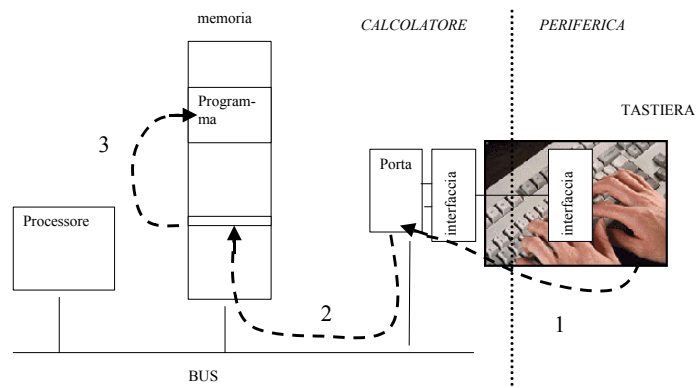 memoria
CALCOLATORE
PERIFERICA
Program-
ma
TASTIERA
3
Porta
interfaccia
interfaccia
Processore
2
1
BUS